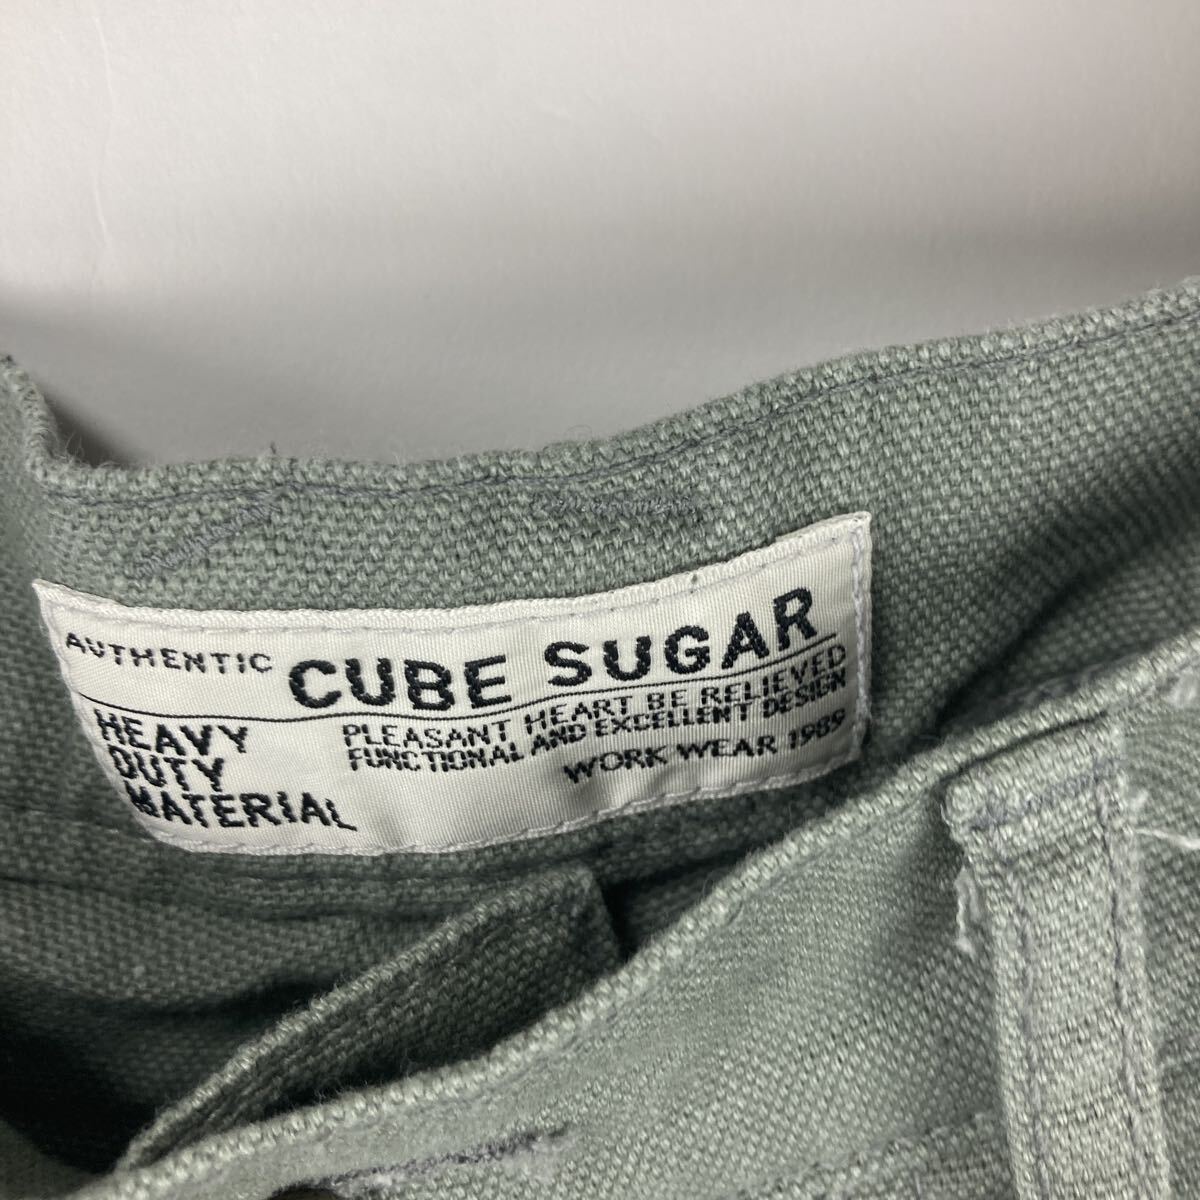 AUTHENTIC CUBE SUGAR
HEAVY
DUTY
MATERIAL
PLEASANT HEART BE RELIEVED
FUNCTIONAL AND EXCELLENT DESIGN
WORK WEAR 1989